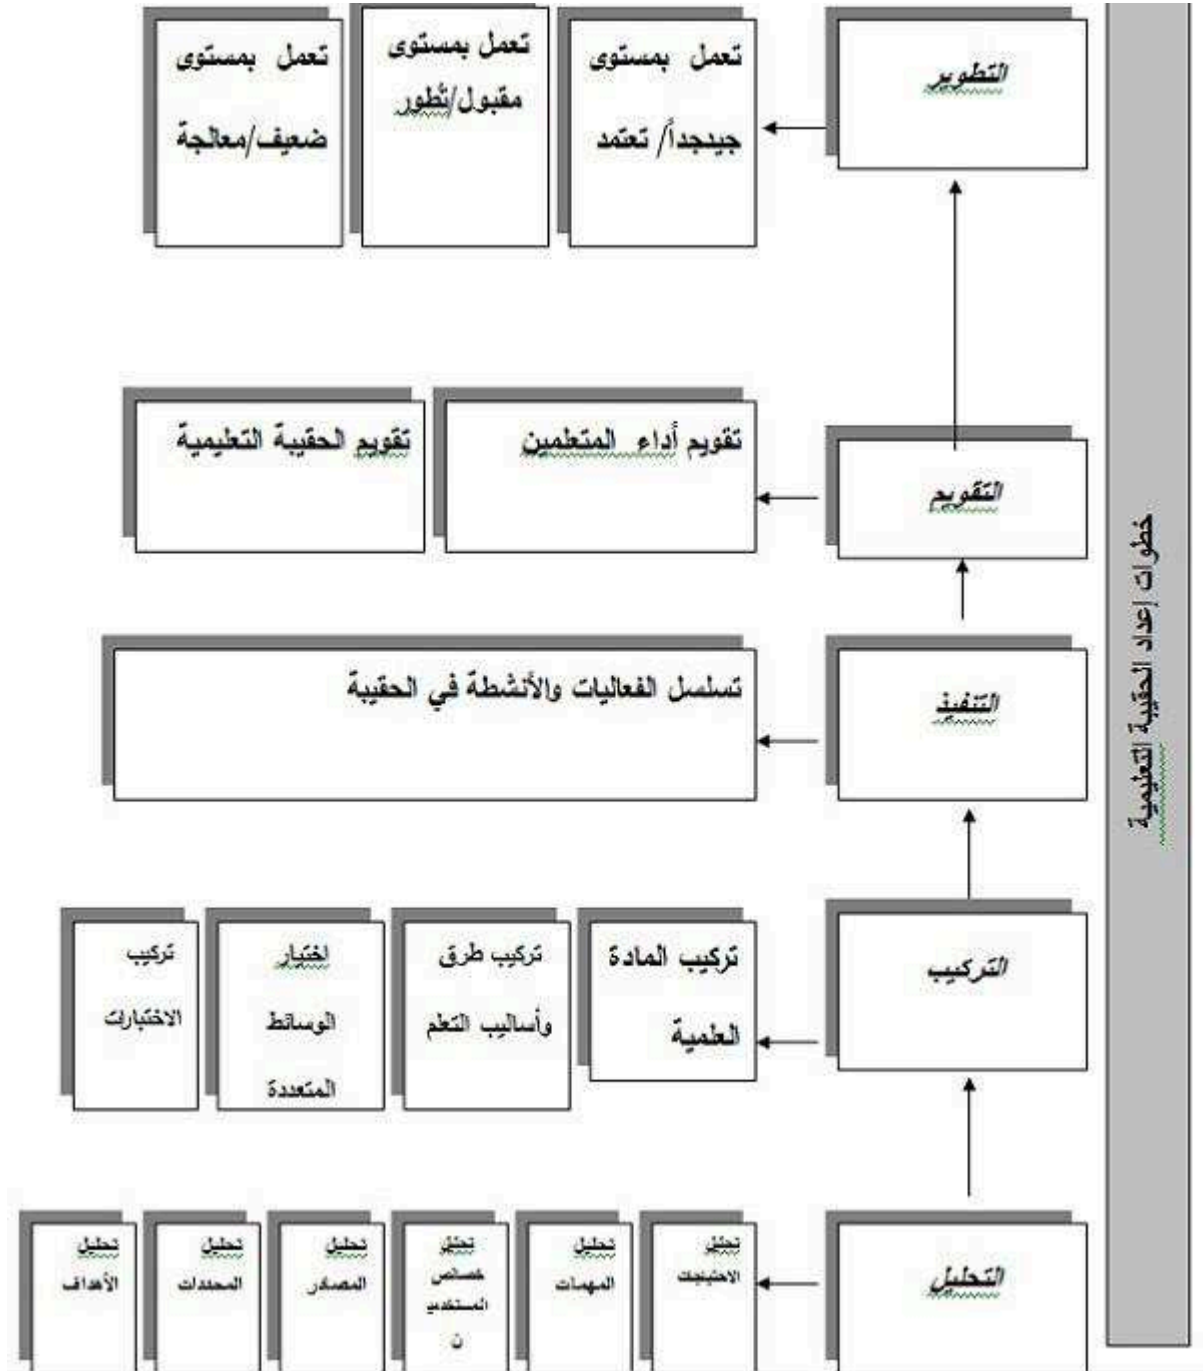 خطوات إعداد الحقيبة التعليمية
التطوير
تعمل بمستوى
جيدجداً/ تعتمد
تعمل بمستوى
مقبول/تُطور
تعمل بمستوى
ضعيف/معالجة
التقويم
تقويم أداء المتعلمين
تقويم الحقيبة التعليمية
التنفيذ
تسلسل الفعاليات والأنشطة في الحقيبة
التركيب
تركيب المادة
العلمية
تركيب طرق
وأساليب التعلم
اختيار
الوسائط
المتعددة
تركيب
الاختبارات
التحليل
تحليل
الاحتياجات
تحليل
المهمات
تحليل
خصائص
المستخدمي
ن
تحليل
المصادر
تحليل
المحددات
تحليل
الأهداف